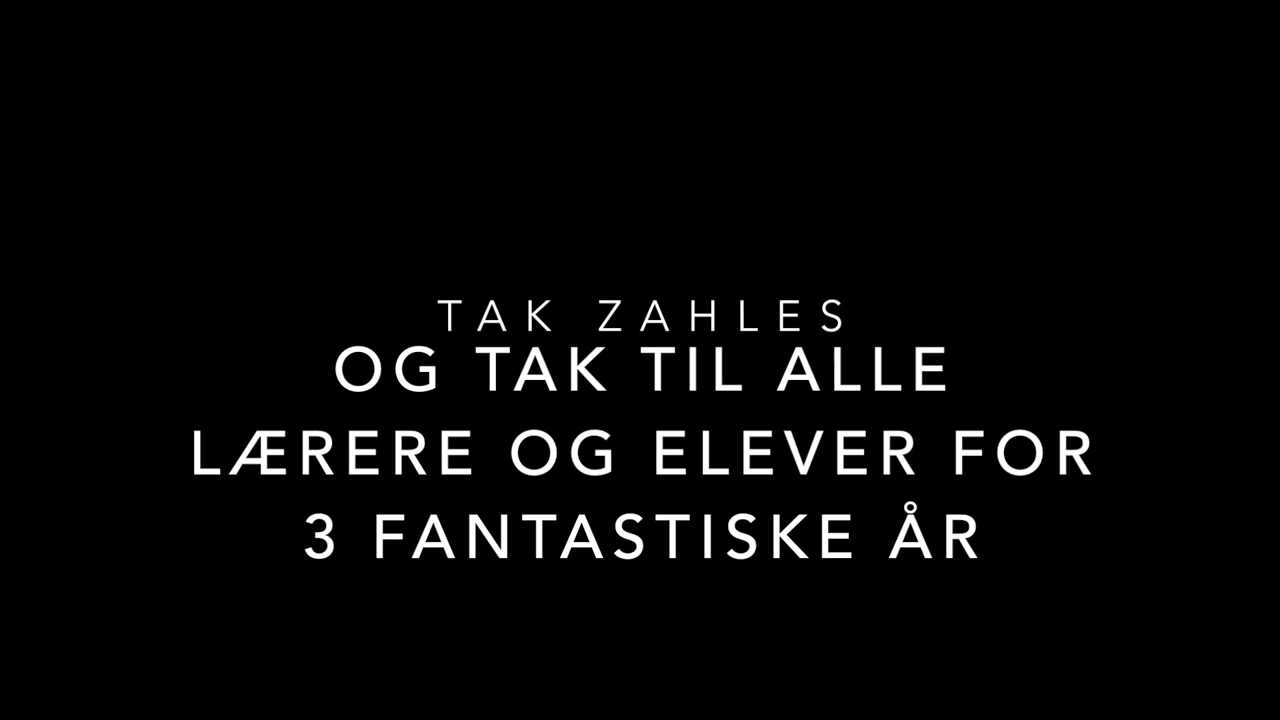 TAK ZAHLES
OG TAK TIL ALLE
LÆRERE OG ELEVER FOR
3 FANTASTISKE ÅR